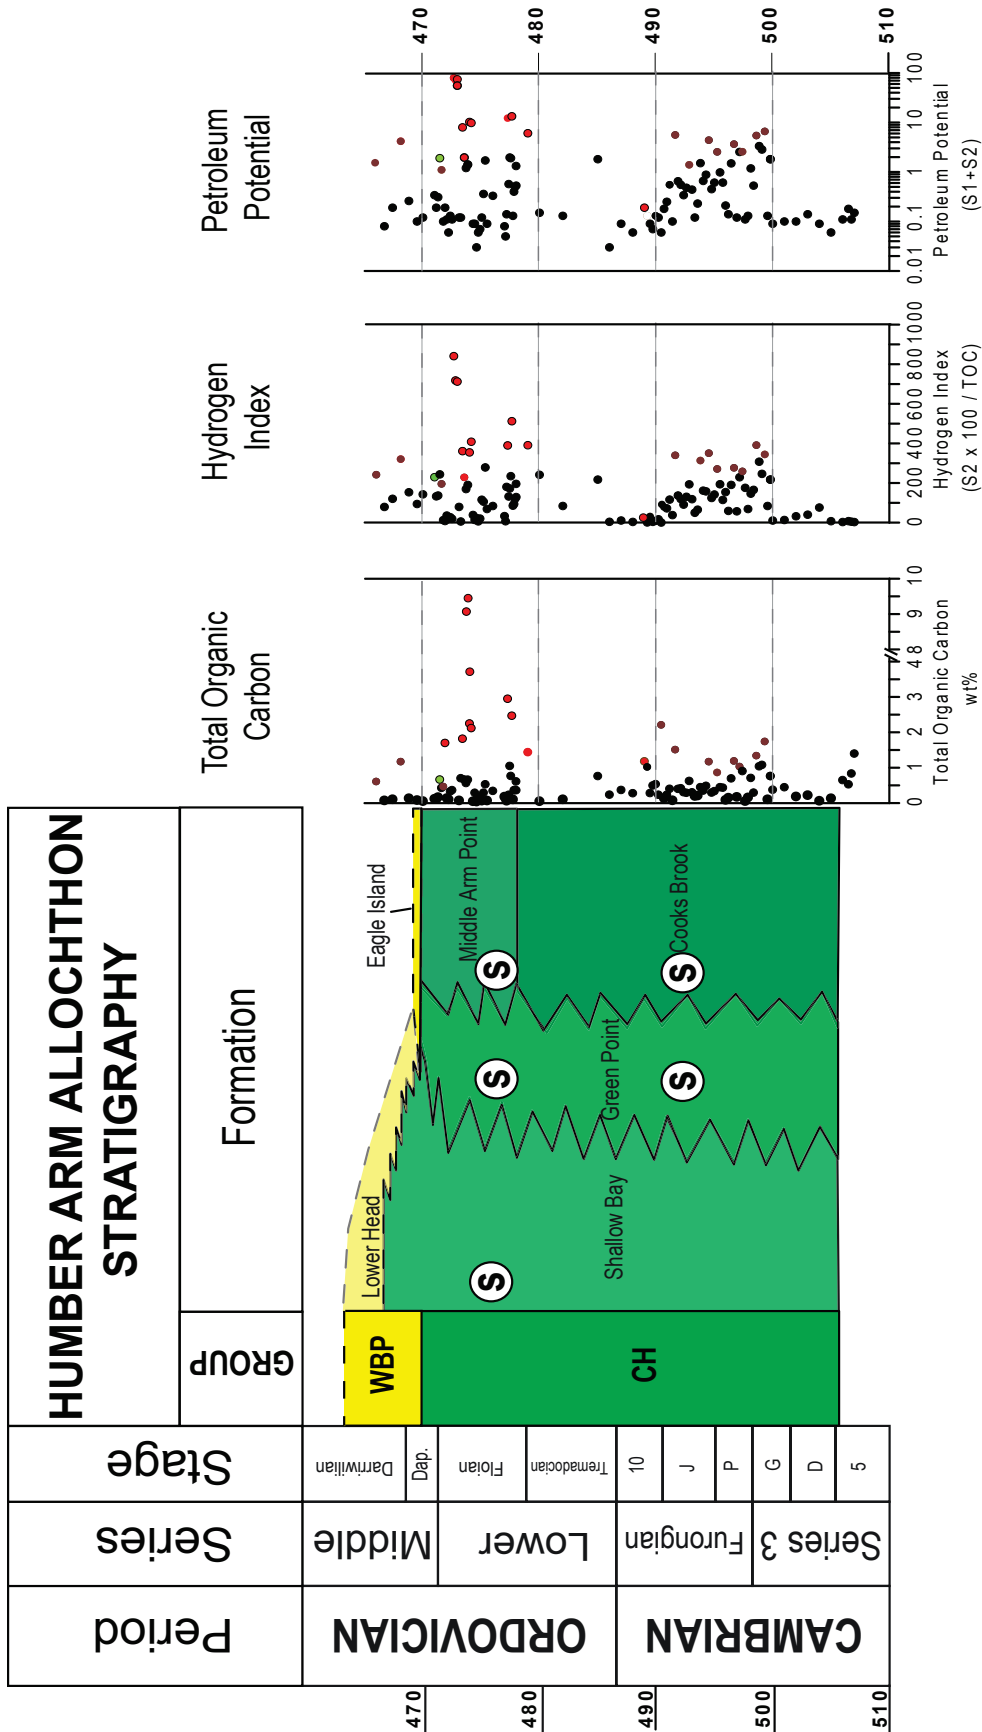 HUMBER ARM ALLOCHTHON
STRATIGRAPHY
Period
Series
Stage
GROUP
Formation
Total Organic
Carbon
Hydrogen
Index
Petroleum
Potential
470
480
490
500
510
ORDOVICIAN
CAMBRIAN
Middle
Lower
Furongian
Series 3
Darriwilian
Dap.
Floian
Tremadocian
10
J
P
G
D
5
WBP
CH
Lower Head
Eagle Island
Shallow Bay
Green Point
Middle Arm Point
Cooks Brook
S
S
S
S
S
0 1 2 3 4 8 9 10
Total Organic Carbon
wt%
0 200 400 600 800 1000
Hydrogen Index
(S2 x 100 / TOC)
0.01 0.1 1 10 100
Petroleum Potential
(S1+S2)
470
480
490
500
510